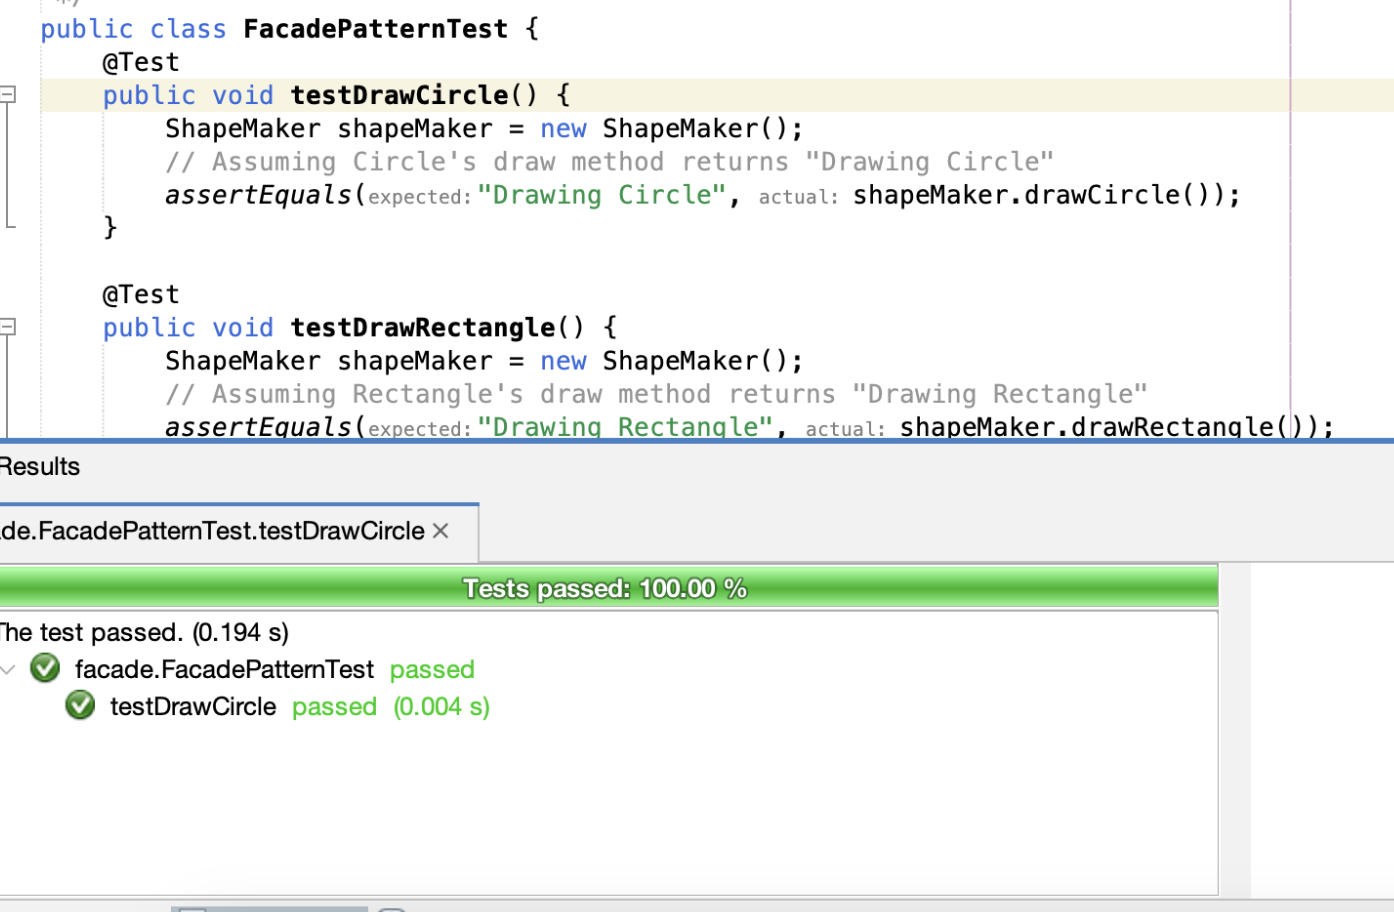 */
public class FacadePatternTest {
@Test
public void testDrawCircle() {
ShapeMaker shapeMaker = new ShapeMaker();
// Assuming Circle's draw method returns "Drawing Circle"
assertEquals(expected: "Drawing Circle", actual: shapeMaker.drawCircle());
}
@Test
public void testDrawRectangle() {
ShapeMaker shapeMaker = new ShapeMaker();
// Assuming Rectangle's draw method returns "Drawing Rectangle"
assertEquals(expected: "Drawing Rectangle", actual: shapeMaker.drawRectangle());
Results
de.FacadePatternTest.testDrawCircle ×
Tests passed: 100.00 %
The test passed. (0.194 s)
facade.FacadePatternTest passed
testDrawCircle passed (0.004 s)